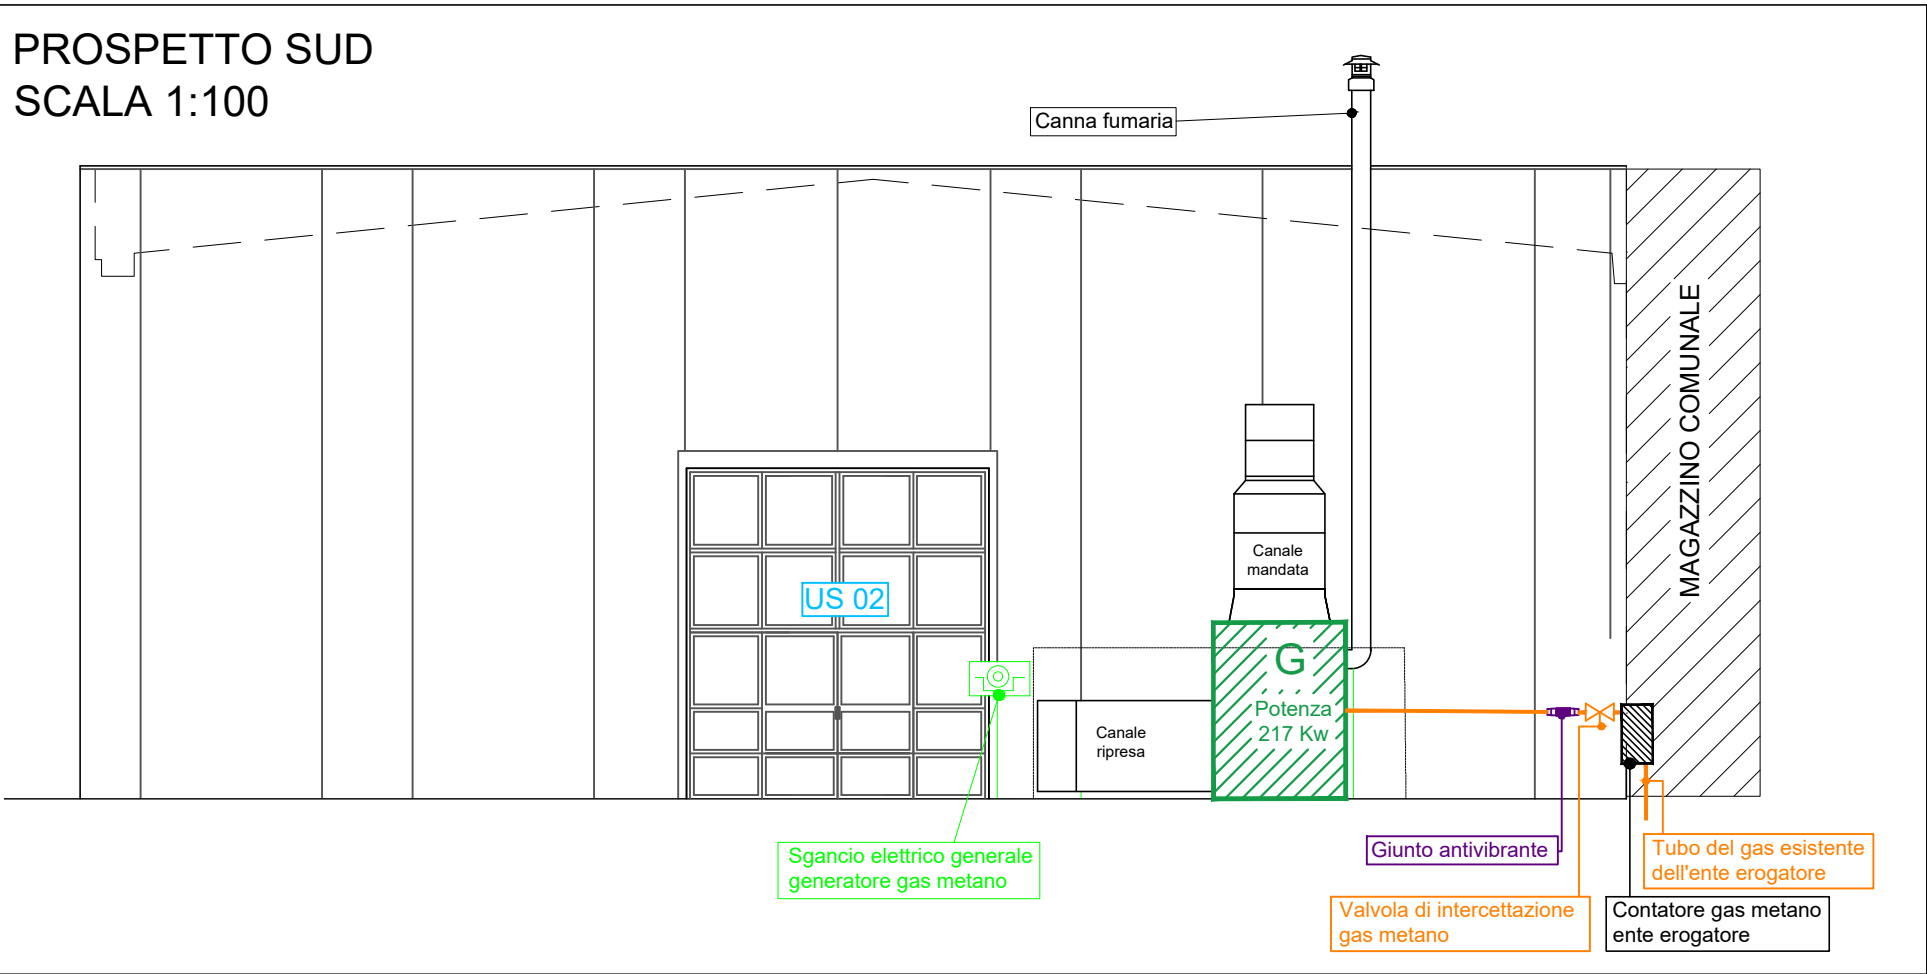 PROSPETTO SUD
SCALA 1:100
Canna fumaria
MAGAZZINO COMUNALE
Canale
mandata
US 02
G
Potenza
217 Kw
Canale
ripresa
Sgancio elettrico generale
generatore gas metano
Giunto antivibrante
Tubo del gas esistente
dell'ente erogatore
Valvola di intercettazione
gas metano
Contatore gas metano
ente erogatore